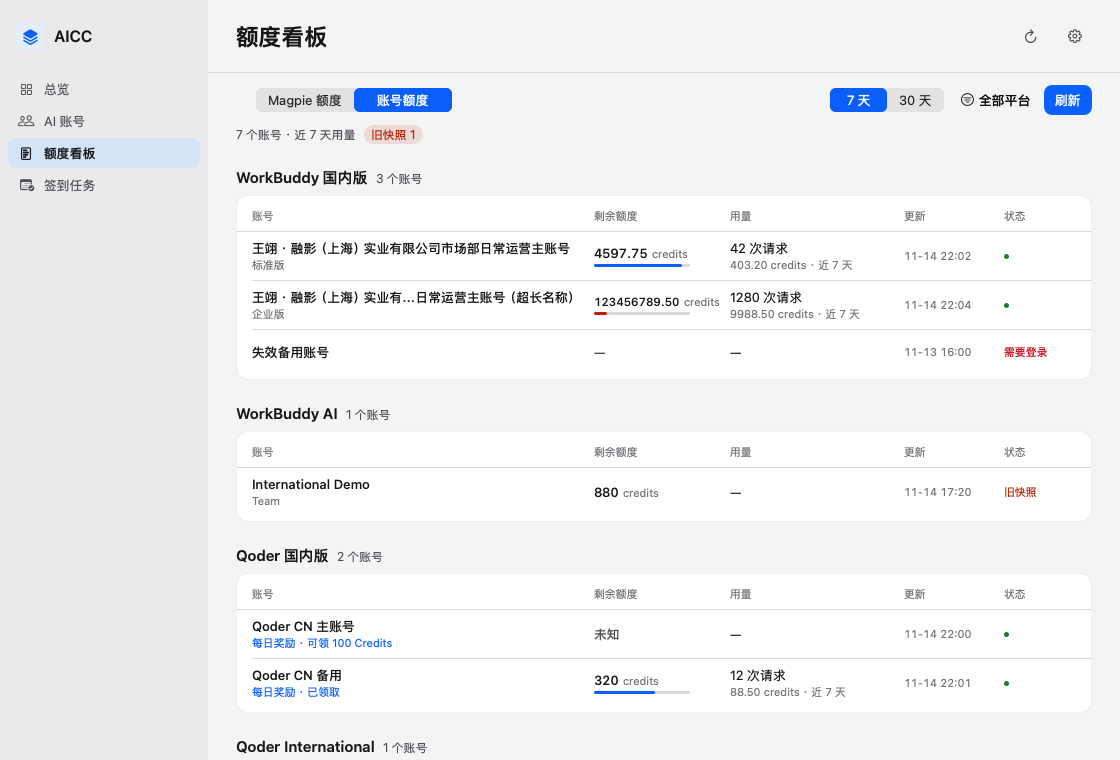 AICC
额度看板
总览
AI 账号
额度看板
签到任务
Magpie 额度
账号额度
7 天
30 天
全部平台
刷新
7 个账号 · 近 7 天用量
旧快照 1
WorkBuddy 国内版 3 个账号
账号 剩余额度 用量 更新 状态
王翊 · 融影（上海）实业有限公司市场部日常运营主账号
标准版
4597.75 credits
42 次请求
403.20 credits · 近 7 天
11-14 22:02
王翊 · 融影（上海）实业有...日常运营主账号（超长名称）
企业版
123456789.50 credits
1280 次请求
9988.50 credits · 近 7 天
11-14 22:04
失效备用账号 — — 11-13 16:00 需要登录
WorkBuddy AI 1 个账号
账号 剩余额度 用量 更新 状态
International Demo
Team
880 credits — 11-14 17:20 旧快照
Qoder 国内版 2 个账号
账号 剩余额度 用量 更新 状态
Qoder CN 主账号
每日奖励 · 可领 100 Credits
未知 — 11-14 22:00
Qoder CN 备用
每日奖励 · 已领取
320 credits
12 次请求
88.50 credits · 近 7 天
11-14 22:01
Qoder International 1 个账号